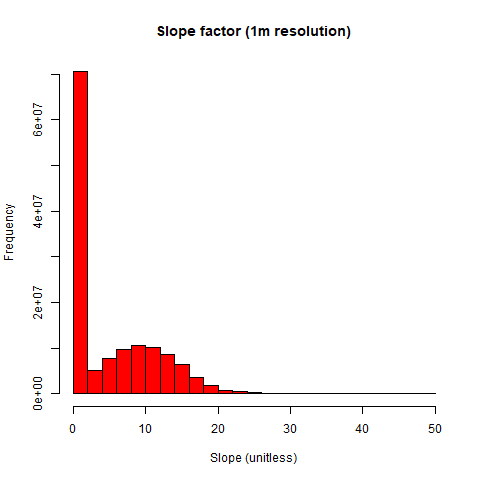 Slope factor (1m resolution)
Frequency
6e+07
4e+07
2e+07
0e+00
0 10 20 30 40 50
Slope (unitless)